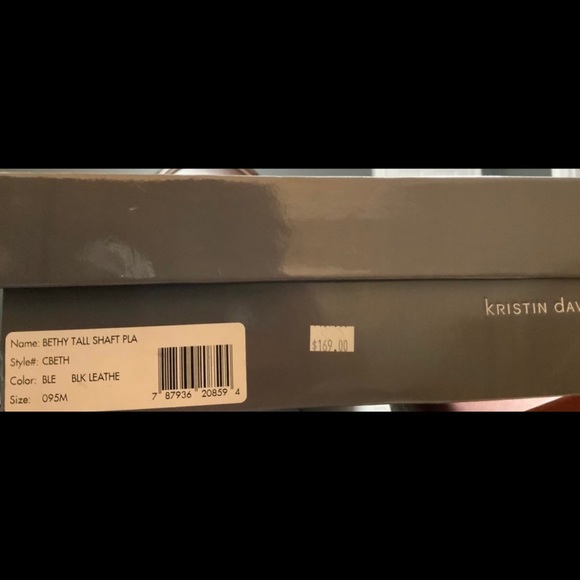 KRISTIN DAV
Name: BETHY TALL SHAFT PLA
Style#: CBETH
Color: BLE BLK LEATHE
Size: 095M
7 87936 20859 4
$169.00